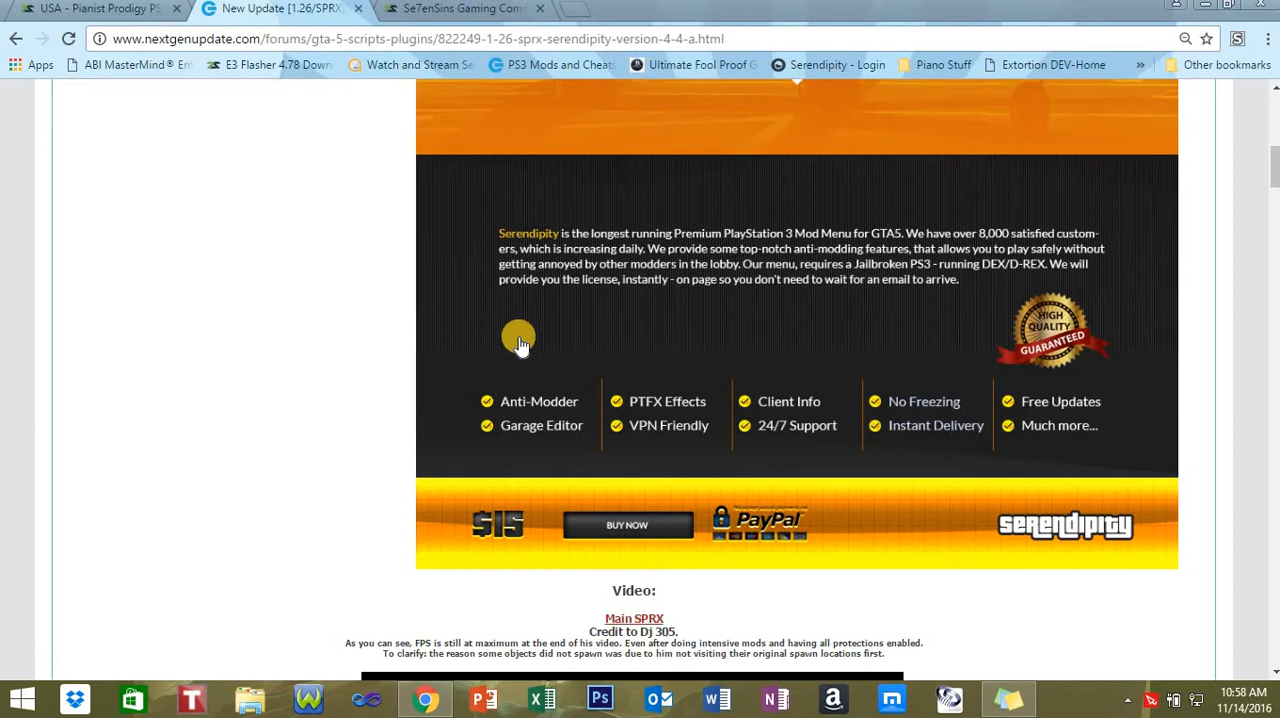 USA - Pianist Prodigy PS
New Update [1.26/SPRX]
Se7enSins Gaming Comm
www.nextgenupdate.com/forums/gta-5-scripts-plugins/822249-1-26-sprx-serendipity-version-4-4-a.html
Apps
ABI MasterMind® Em
E3 Flasher 4.78 Down
Watch and Stream Se
PS3 Mods and Cheats
Ultimate Fool Proof G
Serendipity - Login
Piano Stuff
Extortion DEV-Home
»
Other bookmarks
Serendipity is the longest running Premium PlayStation 3 Mod Menu for GTA5. We have over 8,000 satisfied custom-
ers, which is increasing daily. We provide some top-notch anti-modding features, that allows you to play safely without
getting annoyed by other modders in the lobby. Our menu, requires a Jailbroken PS3 - running DEX/D-REX. We will
provide you the license, instantly - on page so you don't need to wait for an email to arrive.
HIGH
QUALITY
GUARANTEED
Anti-Modder
PTFX Effects
Client Info
No Freezing
Free Updates
Garage Editor
VPN Friendly
24/7 Support
Instant Delivery
Much more...
$15
BUY NOW
PayPal
serendipity
Video:
Main SPRX
Credit to Dj 305.
As you can see, FPS is still at maximum at the end of his video. Even after doing intensive mods and having all protections enabled.
To clarify: the reason some objects did not spawn was due to him not visiting their original spawn locations first.
10:58 AM
11/14/2016